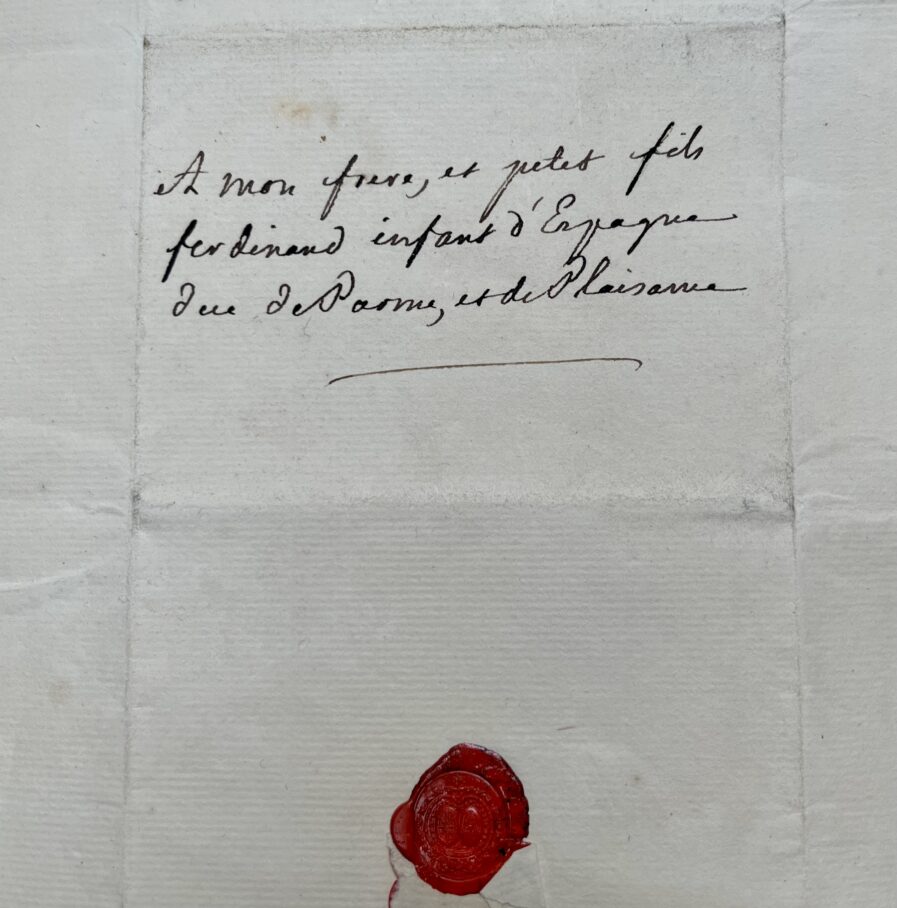 A mon frere, et petit fils
ferdinand infant d'Espagne
duc de Parme, et de Plaisance